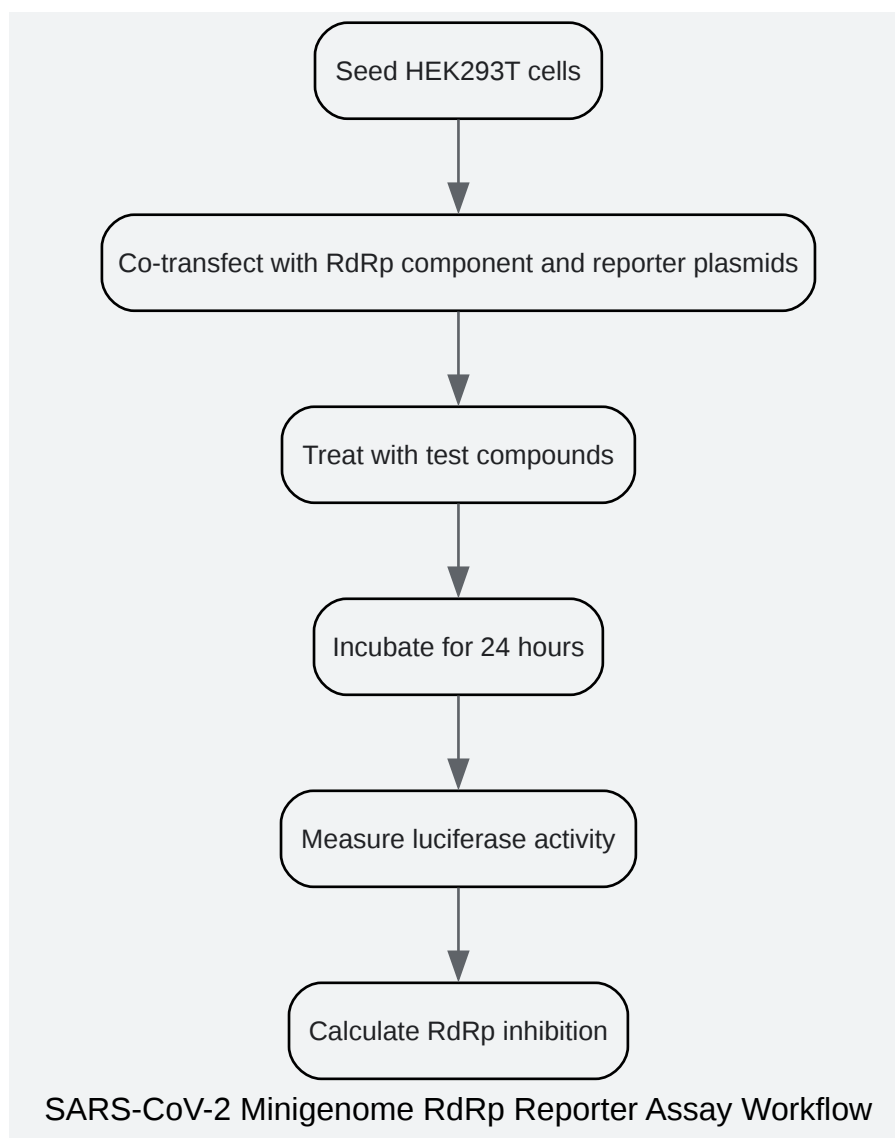 Seed HEK293T cells
Co-transfect with RdRp component and reporter plasmids
Treat with test compounds
Incubate for 24 hours
Measure luciferase activity
Calculate RdRp inhibition
SARS-CoV-2 Minigenome RdRp Reporter Assay Workflow